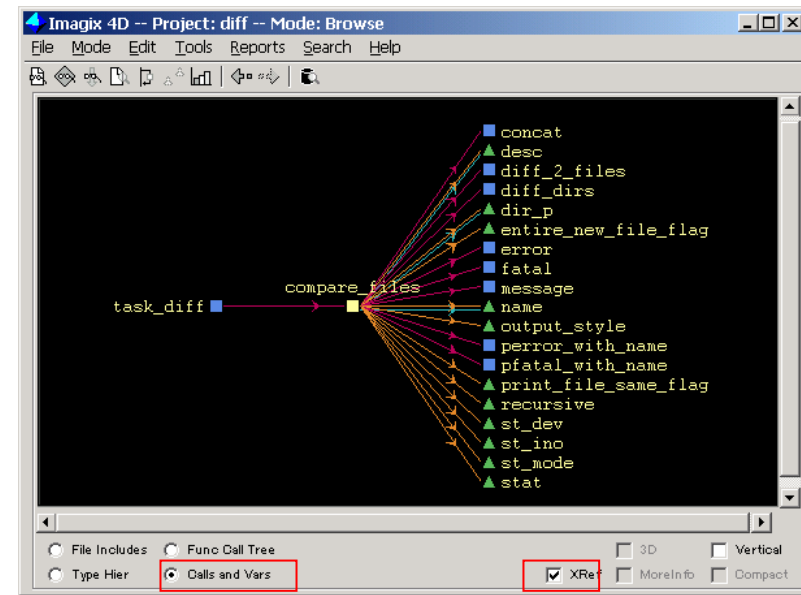 Imagix 4D -- Project: diff -- Mode: Browse
File Mode Edit Tools Reports Search Help
concat
desc
diff_2_files
diff_dirs
dir_p
entire_new_file_flag
error
fatal
compare_files
message
task_diff
name
output_style
perror_with_name
pfatal_with_name
print_file_same_flag
recursive
st_dev
st_ino
st_mode
stat
File Includes Func Call Tree 3D Vertical
Type Hier Calls and Vars XRef MoreInfo Compact